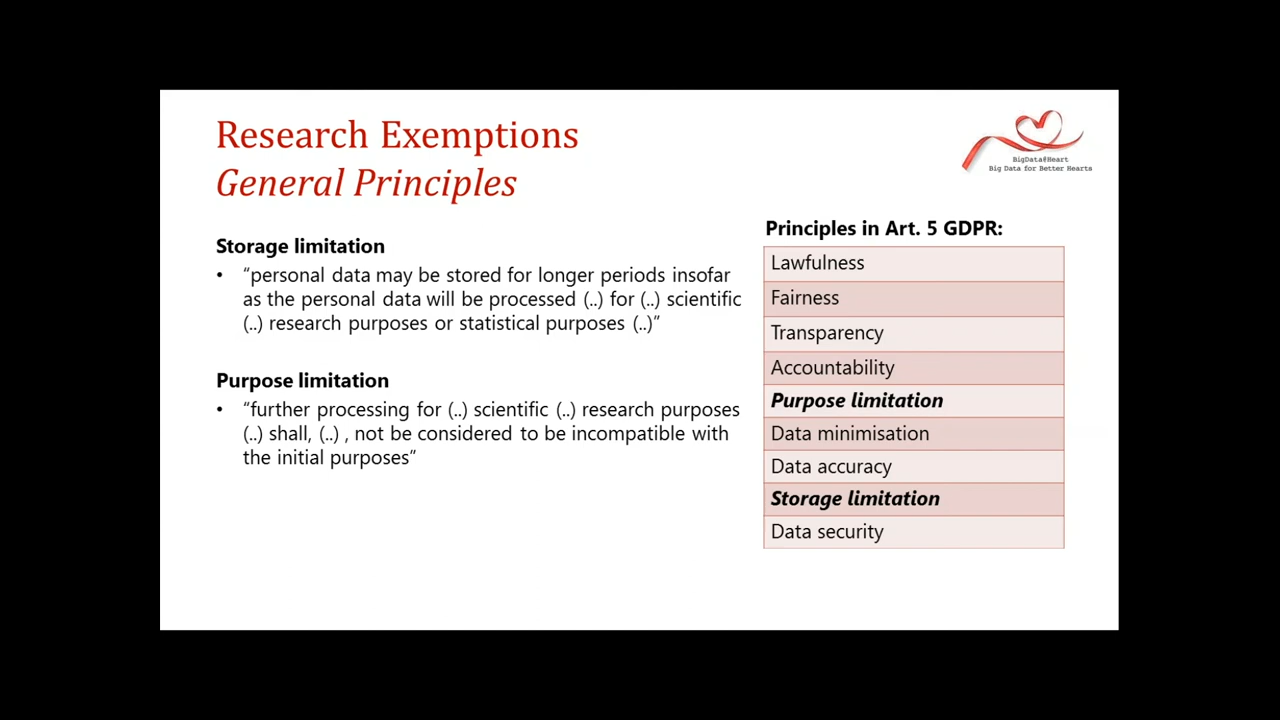 Research Exemptions
General Principles
BigData@Heart
Big Data for Better Hearts
Storage limitation
• “personal data may be stored for longer periods insofar
as the personal data will be processed (..) for (..) scientific
(..) research purposes or statistical purposes (..)”
Purpose limitation
• “further processing for (..) scientific (..) research purposes
(..) shall, (..) , not be considered to be incompatible with
the initial purposes”
Principles in Art. 5 GDPR:
Lawfulness
Fairness
Transparency
Accountability
Purpose limitation
Data minimisation
Data accuracy
Storage limitation
Data security